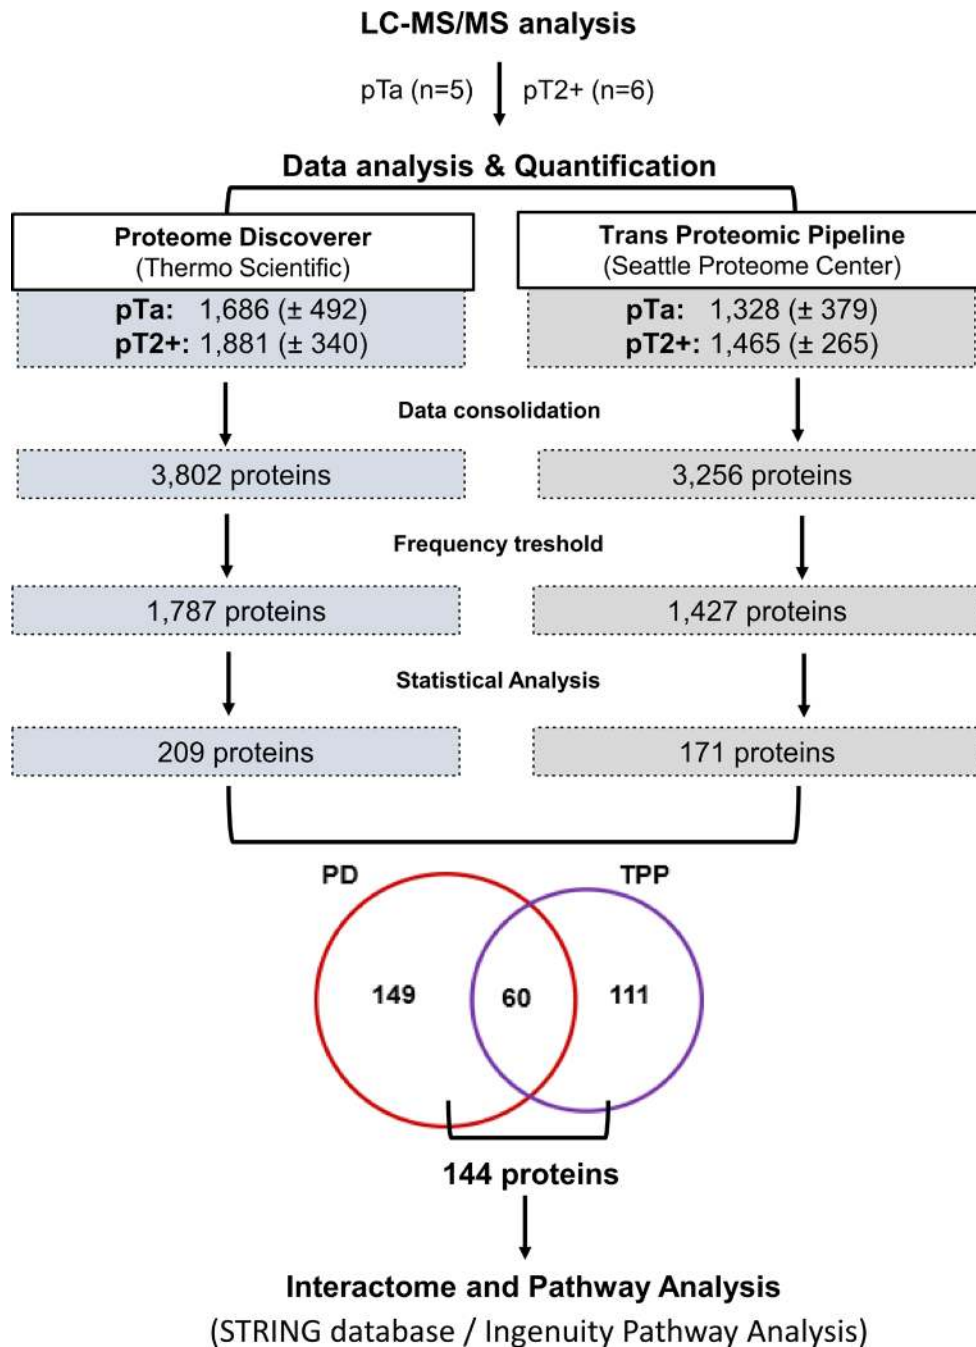 LC-MS/MS analysis
pTa (n=5) pT2+ (n=6)
Data analysis & Quantification
Proteome Discoverer
(Thermo Scientific)
pTa: 1,686 (± 492)
pT2+: 1,881 (± 340)
Trans Proteomic Pipeline
(Seattle Proteome Center)
pTa: 1,328 (± 379)
pT2+: 1,465 (± 265)
Data consolidation
3,802 proteins
3,256 proteins
Frequency treshold
1,787 proteins
1,427 proteins
Statistical Analysis
209 proteins
171 proteins
PD
TPP
149
60
111
144 proteins
Interactome and Pathway Analysis
(STRING database / Ingenuity Pathway Analysis)